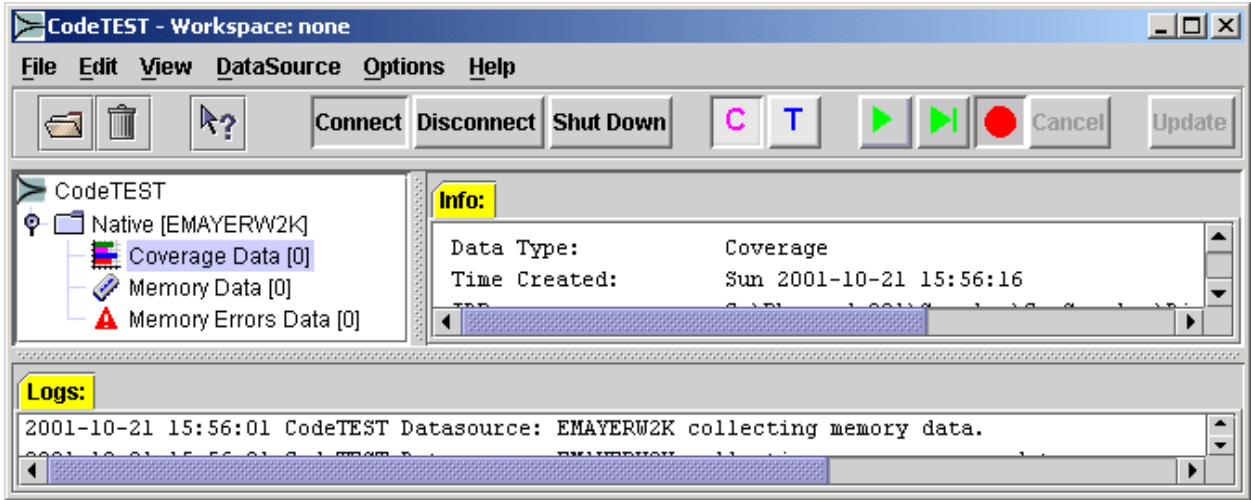 CodeTEST - Workspace: none
File Edit View DataSource Options Help
Connect Disconnect Shut Down C T Cancel Update
CodeTEST
Native [EMAYERW2K]
Coverage Data [0]
Memory Data [0]
Memory Errors Data [0]
Info:
Data Type: Coverage
Time Created: Sun 2001-10-21 15:56:16
Logs:
2001-10-21 15:56:01 CodeTEST Datasource: EMAYERW2K collecting memory data.